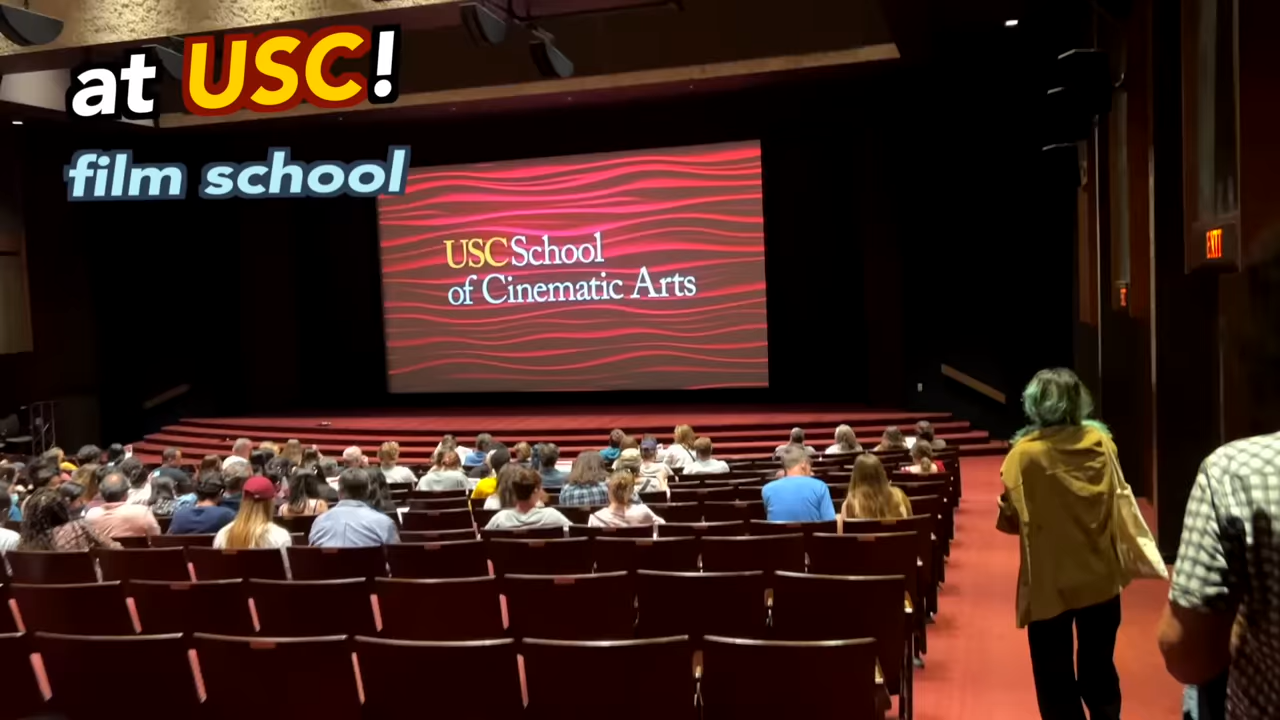 at USC!
film school
USC School
of Cinematic Arts
EXIT